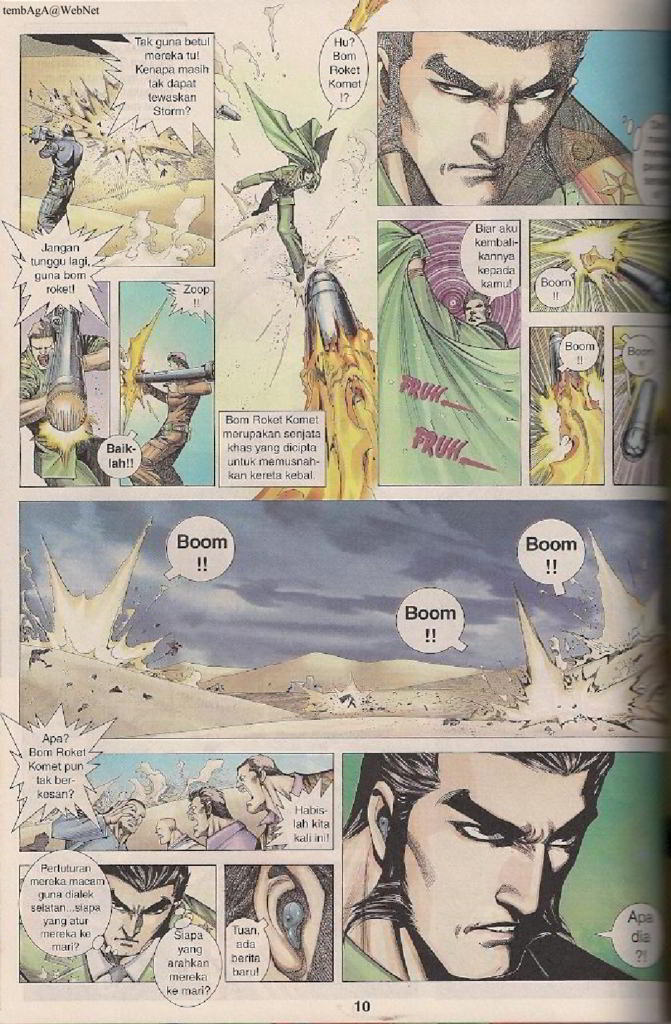 tembAgA@WebNet
Tak guna betul
mereka tu!
Kenapa masih
tak dapat
tewaskan
Storm?
Hu?
Bom
Roket
Komet
!?
Jangan
tunggu lagi,
guna bom
roket!
Zoop
!!
Baik-
lah!!
Bom Roket Komet
merupakan senjata
khas yang dicipta
untuk memusnah-
kan kereta kebal.
Biar aku
kembali-
kannya
kepada
kamu!
PRUK...
PRUK...
Boom
!!
Boom
!!
Boom
!!
Boom
!!
Boom
!!
Boom
!!
Apa?
Bom Roket
Komet pun
tak ber-
kesan?
Habis-
lah kita
kali ini!
Pertuturan
mereka macam
guna dialek
selatan...siapa
yang atur
mereka ke
mari?
Siapa
yang
arahkan
mereka
ke mari?
Tuan,
ada
berita
baru!
Apa
dia
?!
10